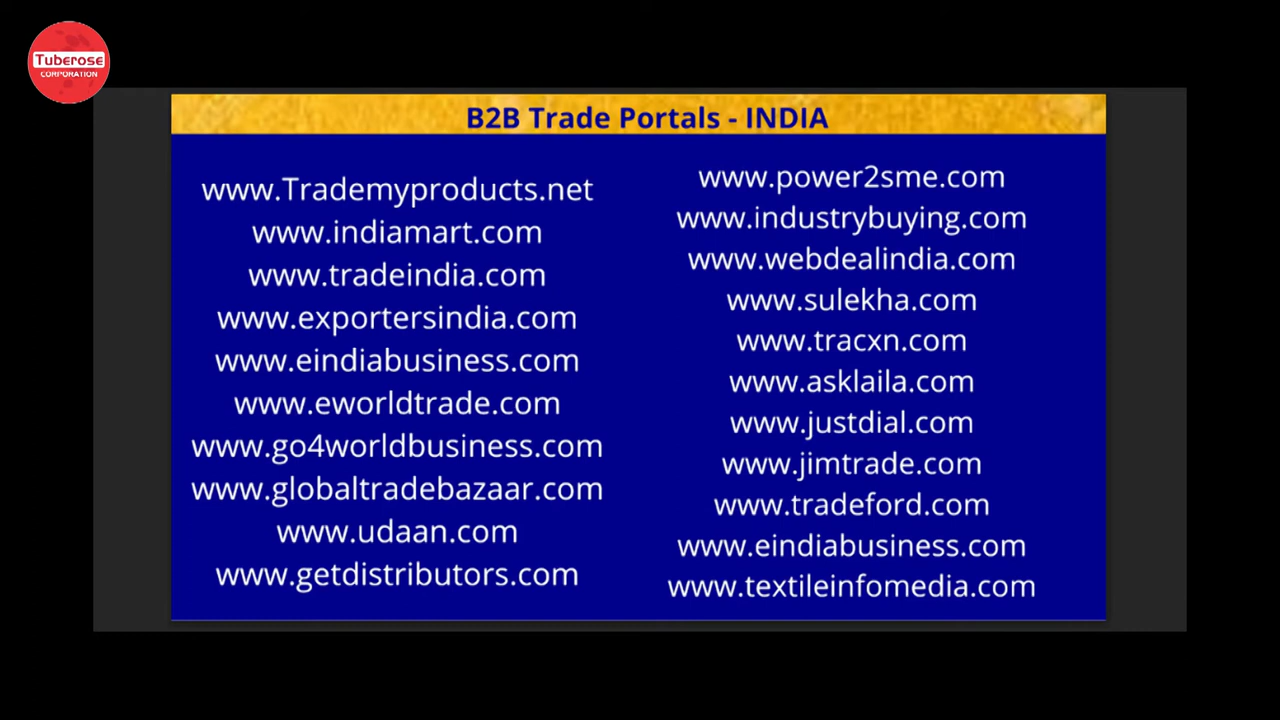 Tuberose
CORPORATION
B2B Trade Portals - INDIA
www.Trademyproducts.net
www.indiamart.com
www.tradeindia.com
www.exportersindia.com
www.eindiabusiness.com
www.eworldtrade.com
www.go4worldbusiness.com
www.globaltradebazaar.com
www.udaan.com
www.getdistributors.com
www.power2sme.com
www.industrybuying.com
www.webdealindia.com
www.sulekha.com
www.tracxn.com
www.asklaila.com
www.justdial.com
www.jimtrade.com
www.tradeford.com
www.eindiabusiness.com
www.textileinfomedia.com